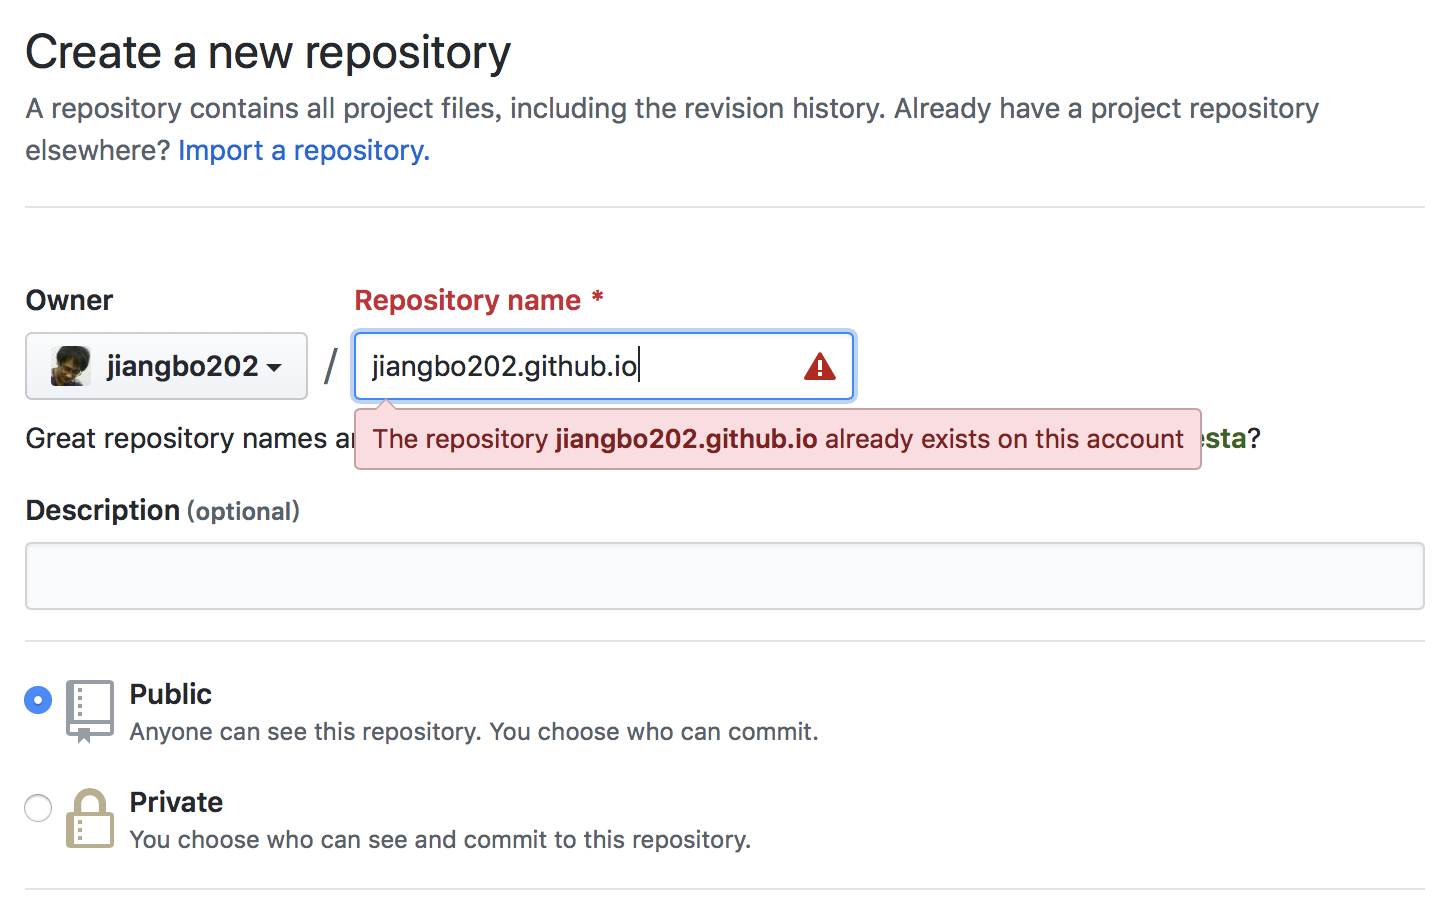 Create a new repository
A repository contains all project files, including the revision history. Already have a project repository
elsewhere? Import a repository.
Owner
Repository name *
jiangbo202
/
jiangbo202.github.io
Great repository names
The repository jiangbo202.github.io already exists on this account
?
Description (optional)
Public
Anyone can see this repository. You choose who can commit.
Private
You choose who can see and commit to this repository.